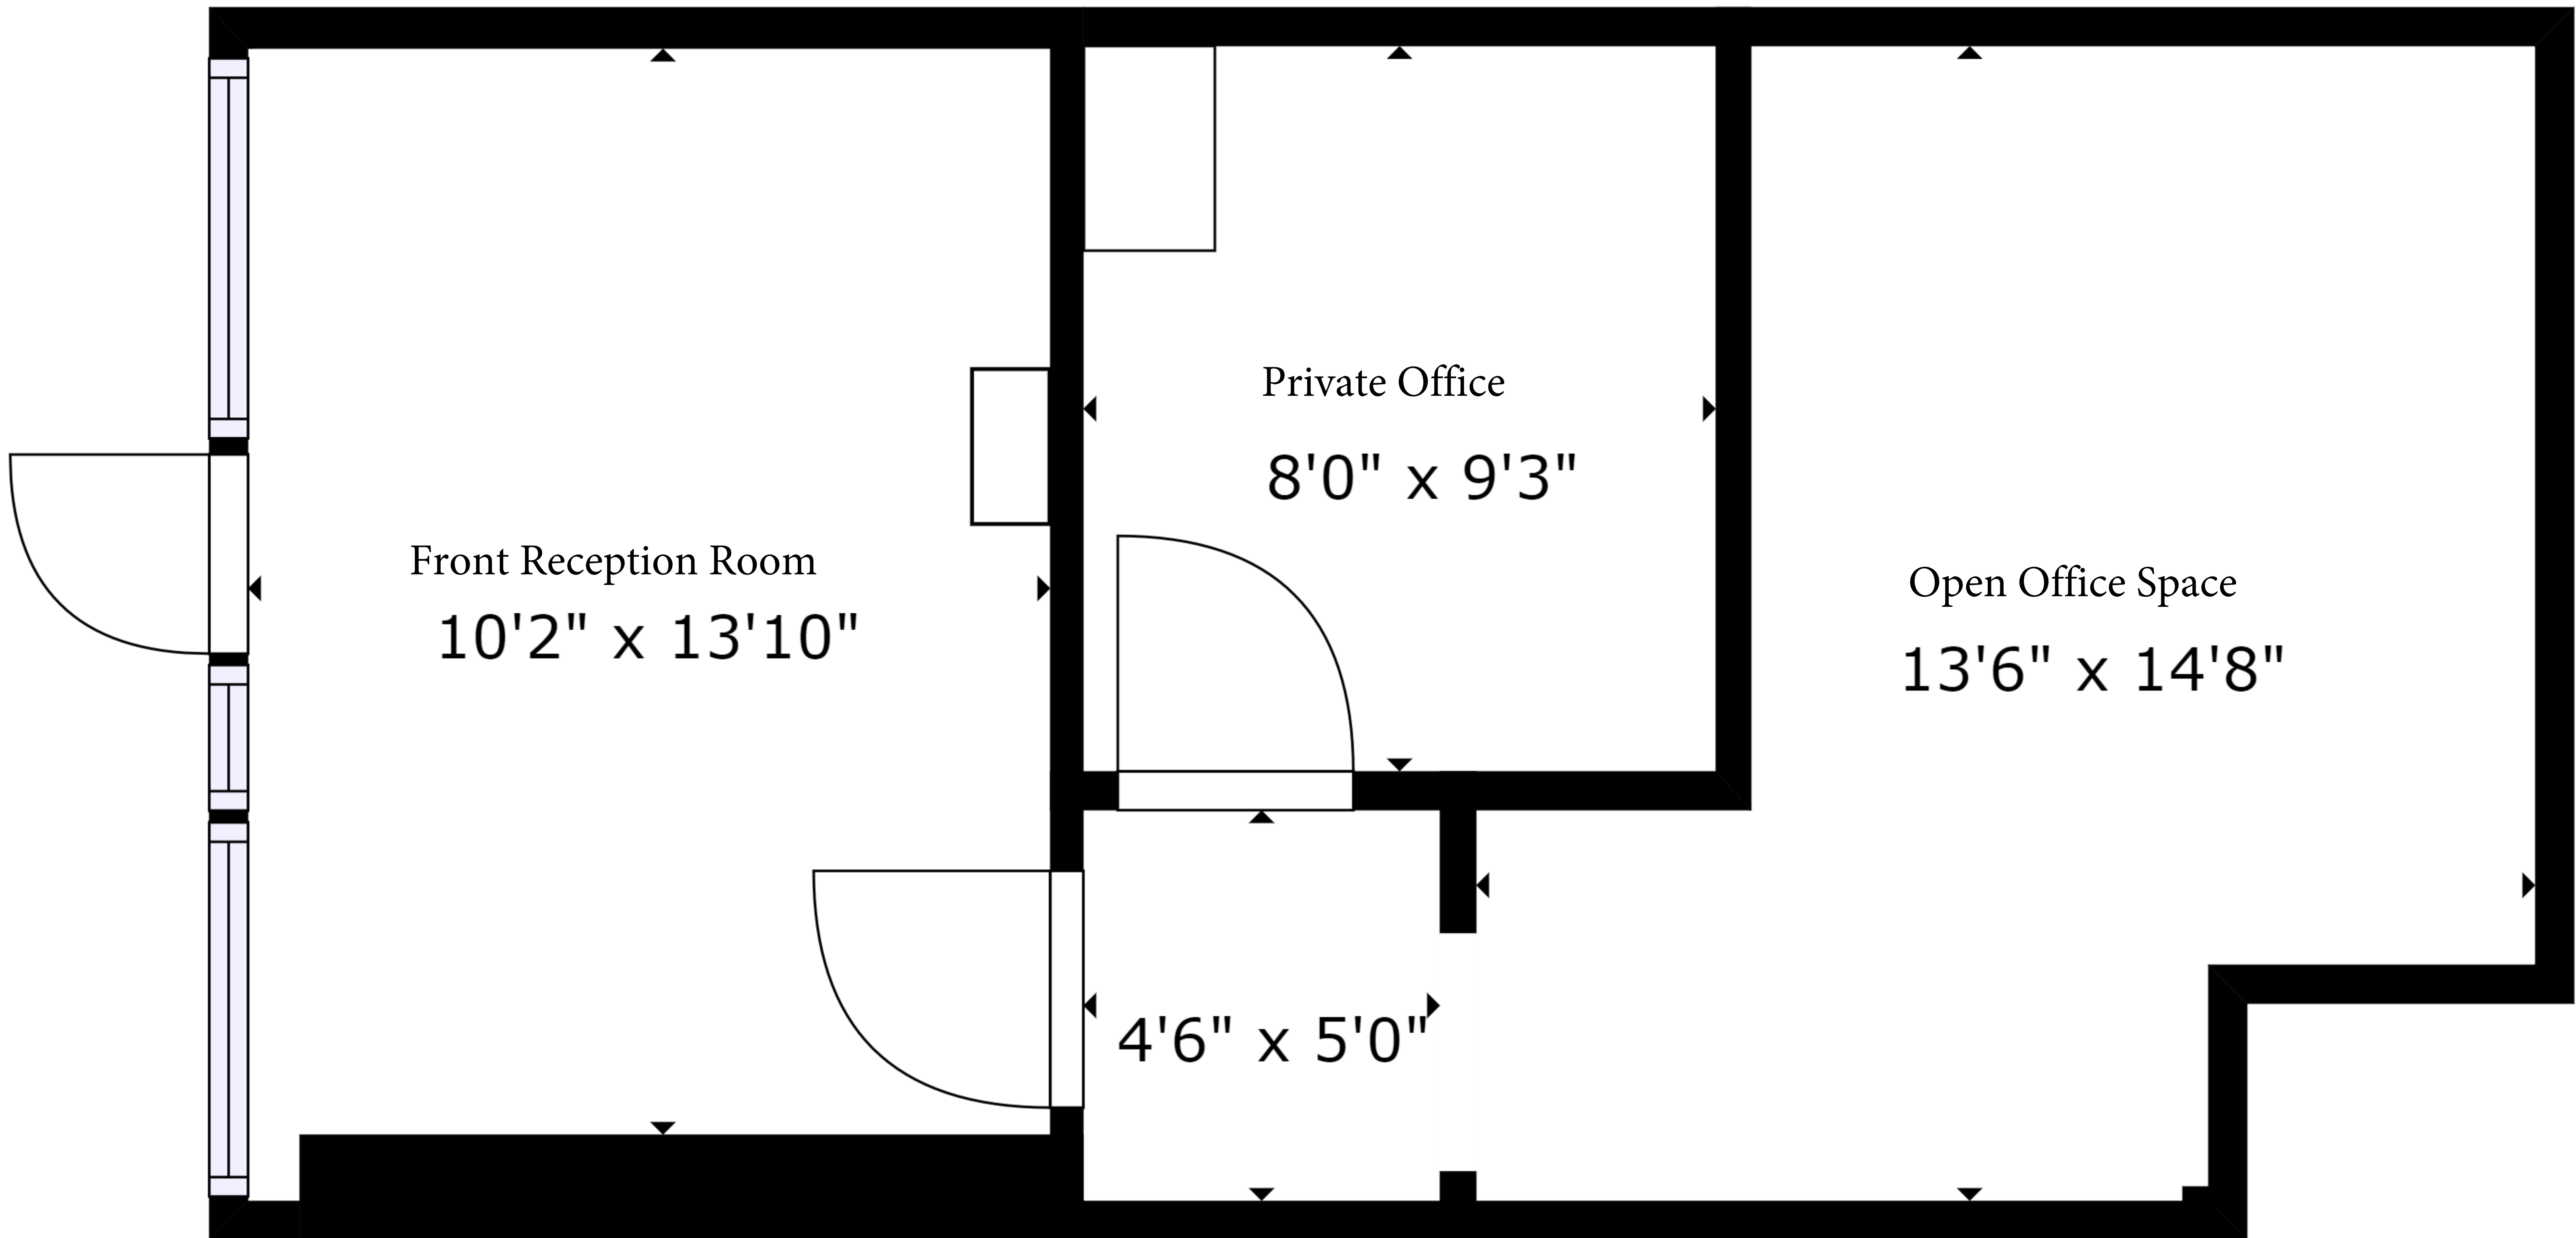 Front Reception Room
10'2" x 13'10"
Private Office
8'0" x 9'3"
4'6" x 5'0"
Open Office Space
13'6" x 14'8"